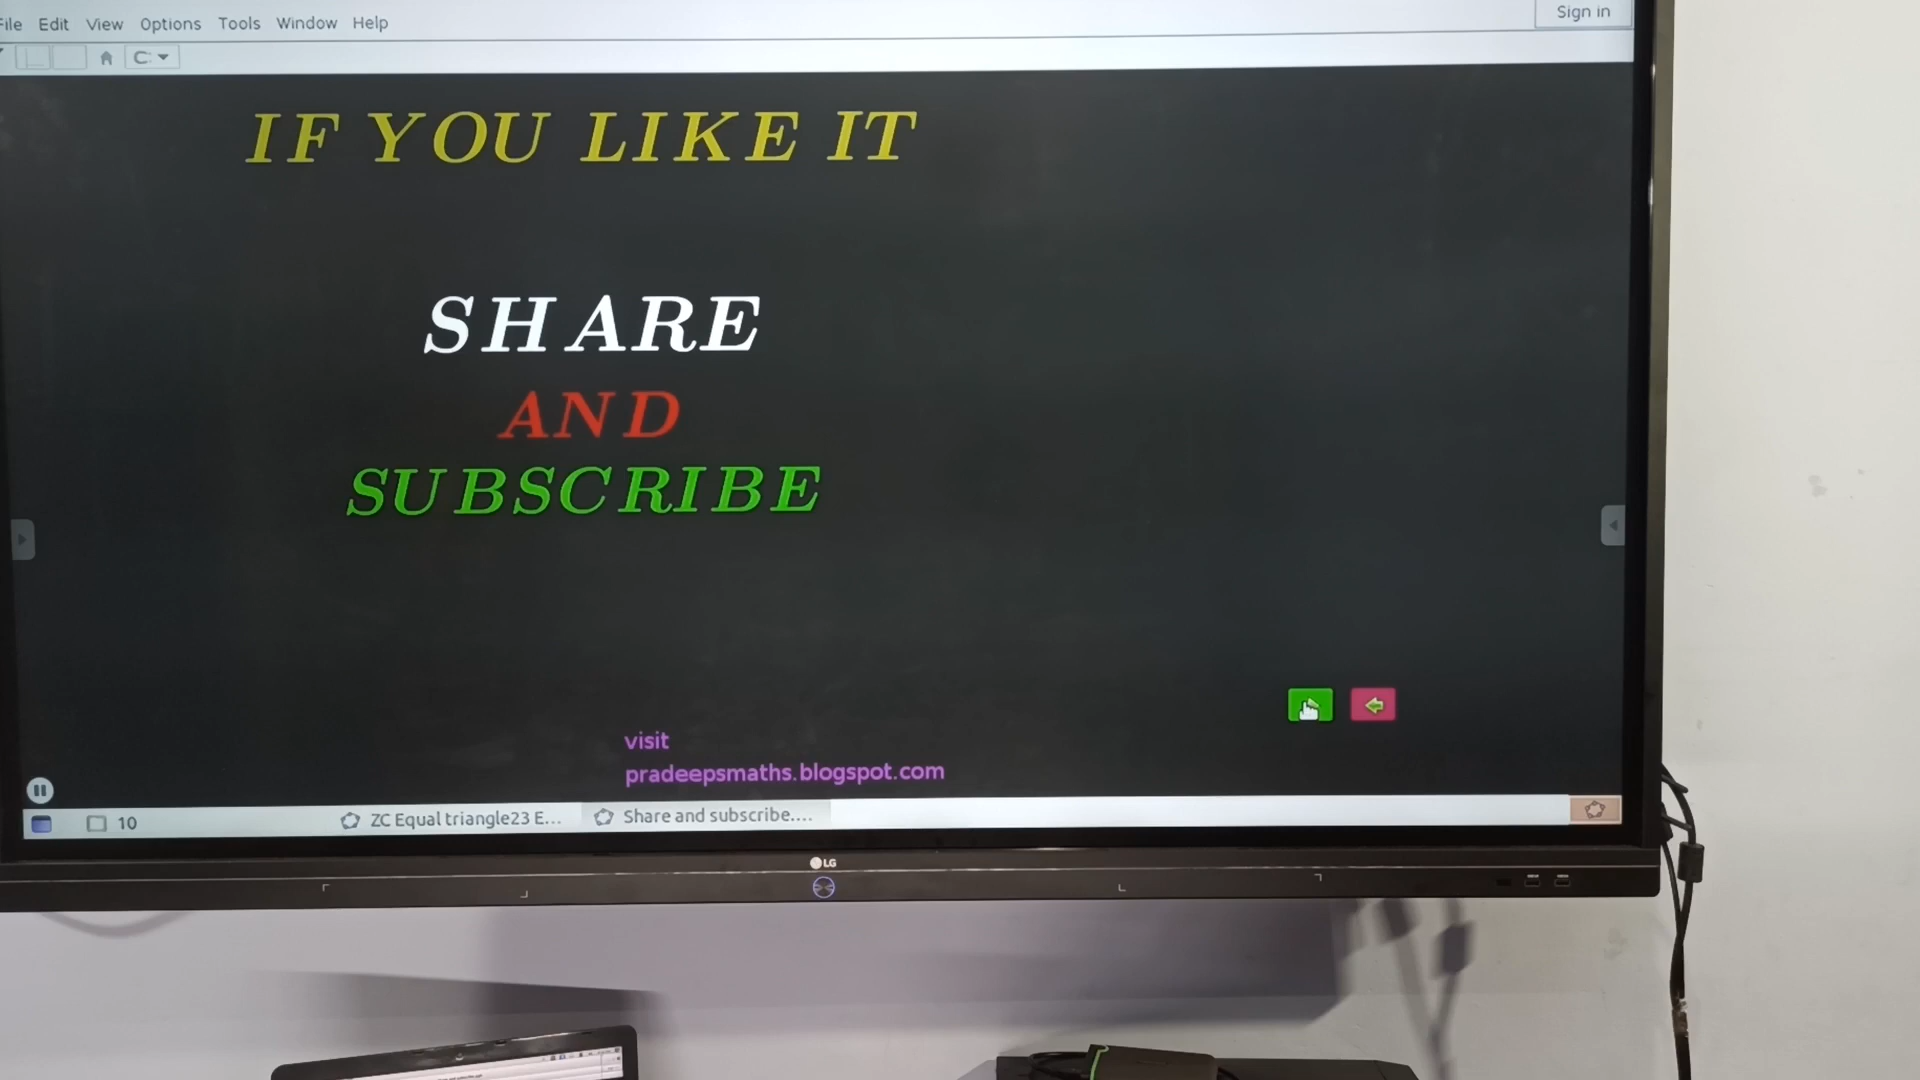 File Edit View Options Tools Window Help
Sign in
C:
IF YOU LIKE IT
SHARE
AND
SUBSCRIBE
visit
pradeepsmaths.blogspot.com
10
ZC Equal triangle23 E...
Share and subscribe....
LG